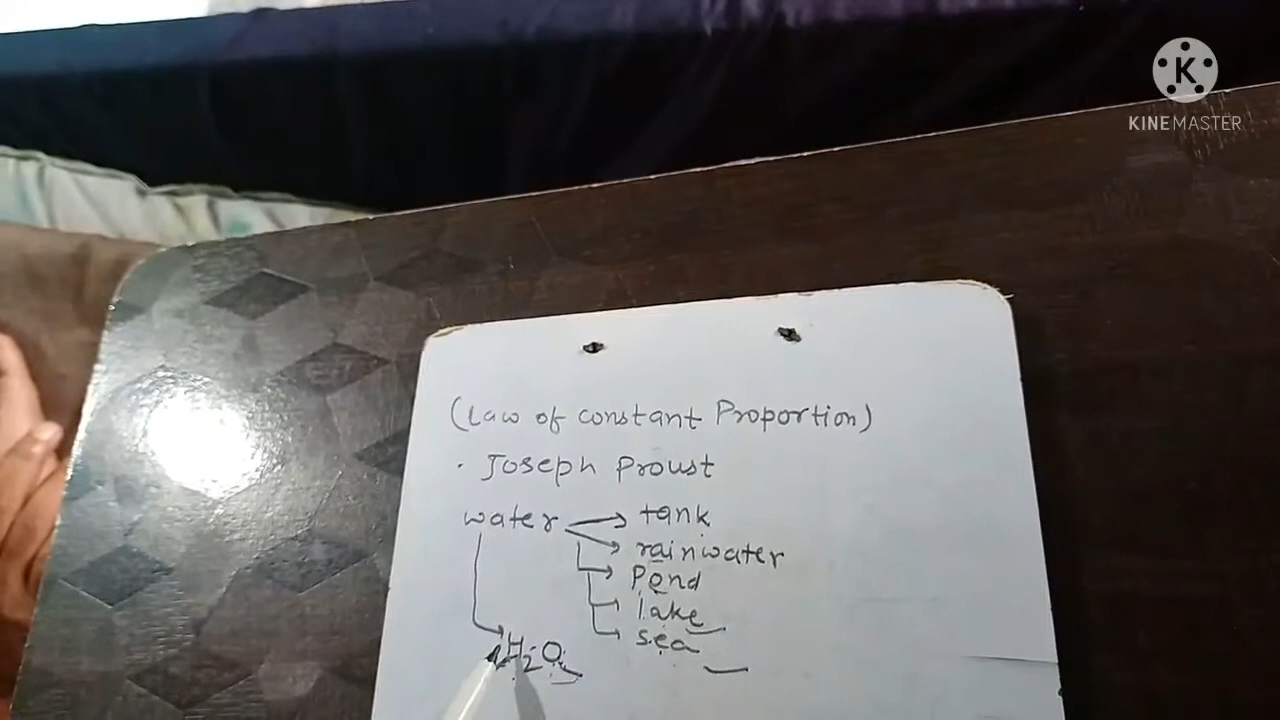 KINEMASTER
(Law of constant Proportion)
. Joseph Proust
water → tank
→ rainwater
→ Pond
→ lake
→ sea
H2O